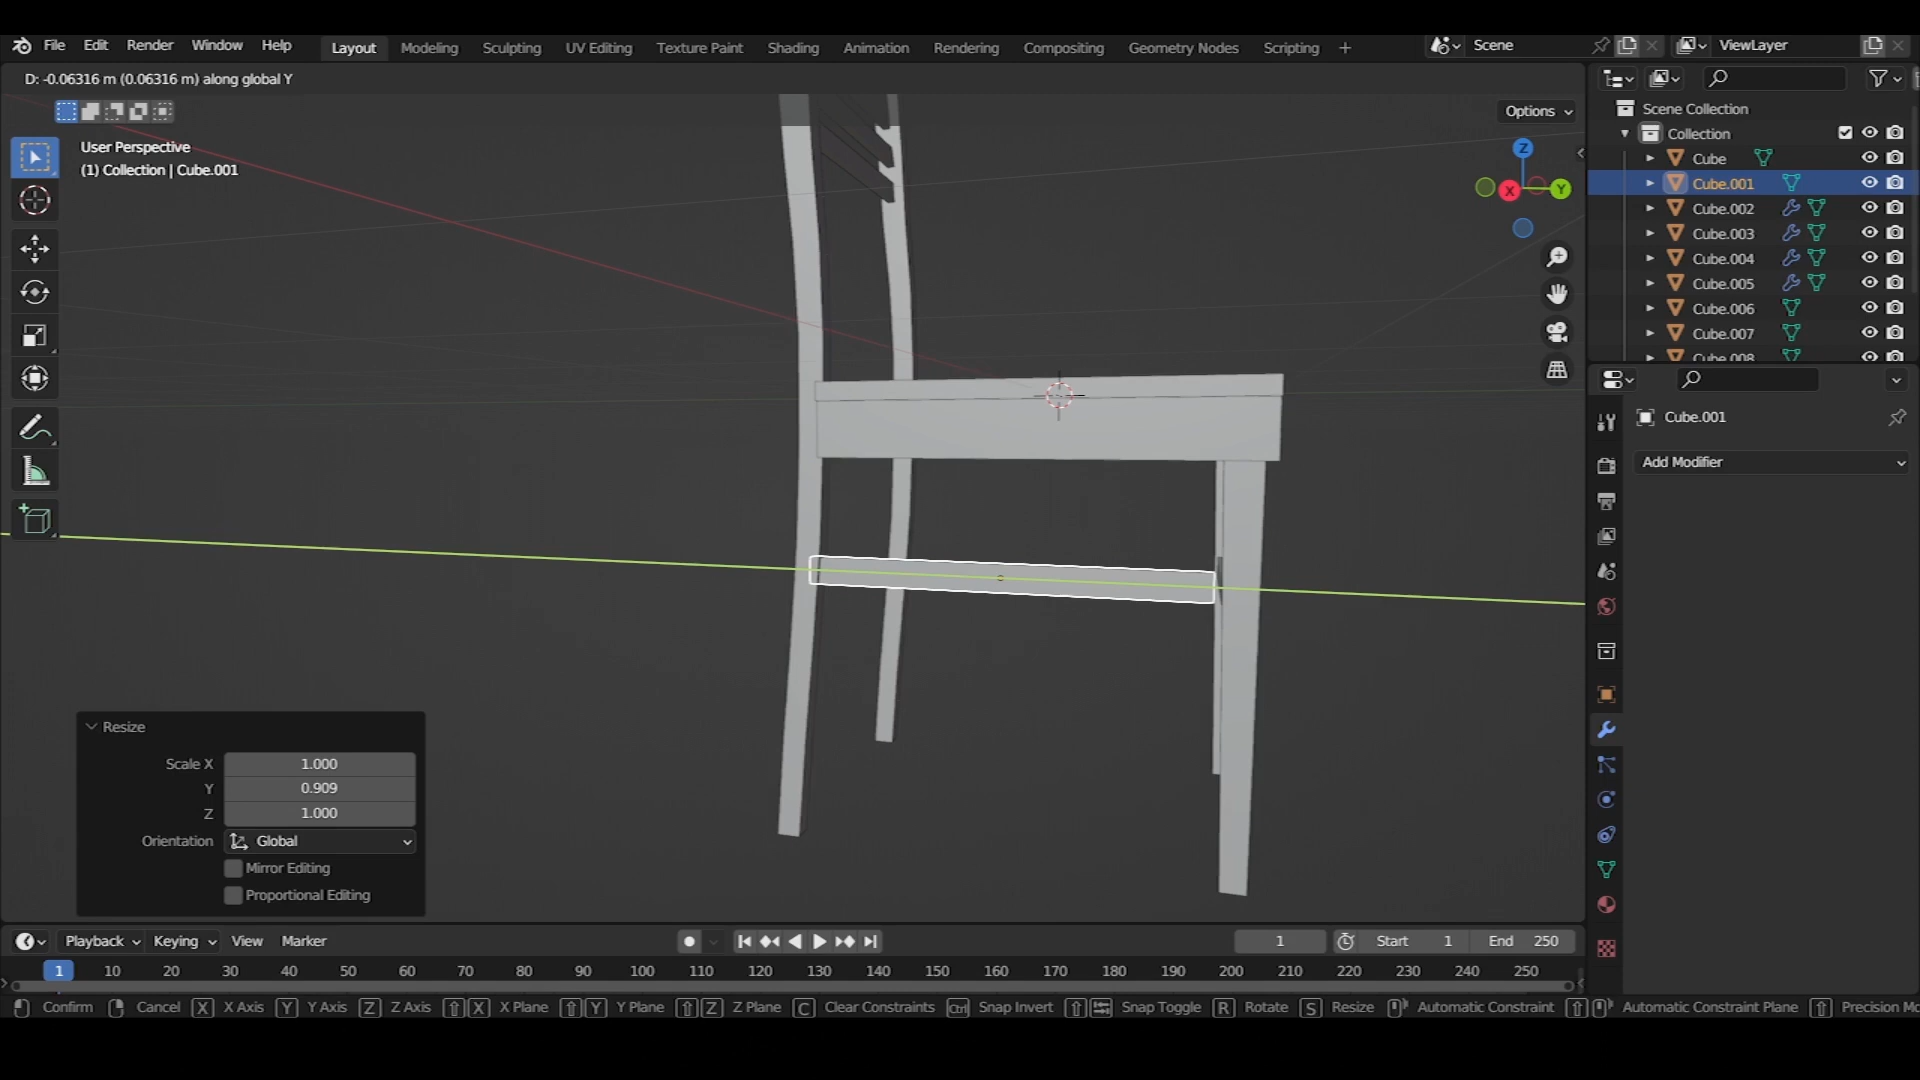 File Edit Render Window Help Layout Modeling Sculpting UV Editing Texture Paint Shading Animation Rendering Compositing Geometry Nodes Scripting + Scene ViewLayer
D: -0.06316 m (0.06316 m) along global Y
Options
User Perspective
(1) Collection | Cube.001
Z
X
Y
Scene Collection
Collection
Cube
Cube.001
Cube.002
Cube.003
Cube.004
Cube.005
Cube.006
Cube.007
Cube.008
Cube.001
Add Modifier
Resize
Scale X 1.000
Y 0.909
Z 1.000
Orientation Global
Mirror Editing
Proportional Editing
Playback Keying View Marker 1 Start 1 End 250
1 10 20 30 40 50 60 70 80 90 100 110 120 130 140 150 160 170 180 190 200 210 220 230 240 250
Confirm Cancel X X Axis Y Y Axis Z Z Axis X X Plane Y Y Plane Z Z Plane C Clear Constraints Ctrl Snap Invert Snap Toggle R Rotate S Resize Automatic Constraint Automatic Constraint Plane Precision Mo